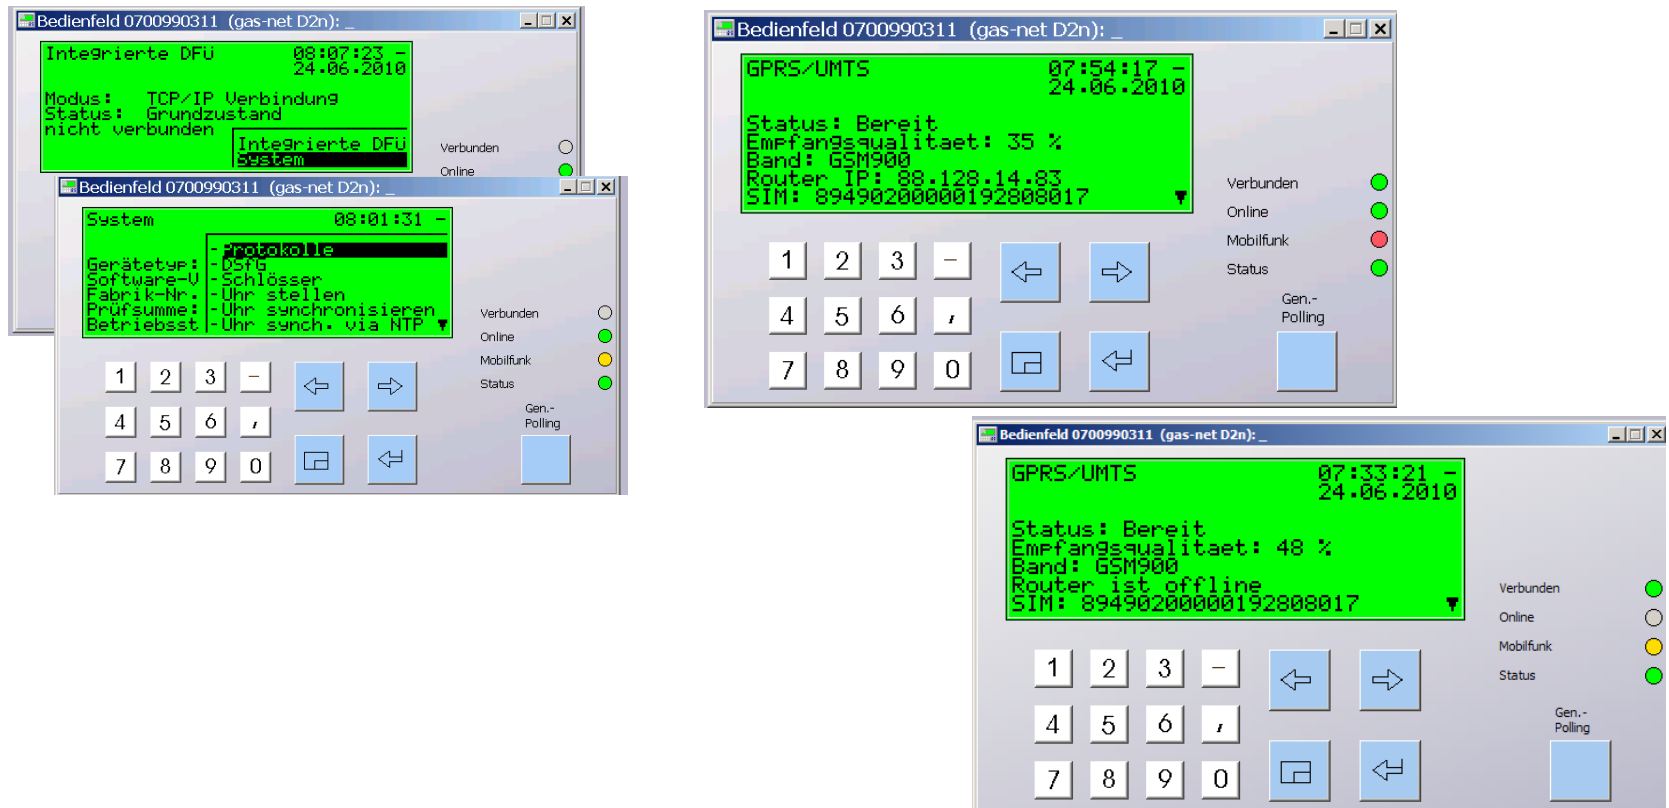 Bedienfeld 0700990311 (gas-net D2n): _
Integrierte DFü 08:07:23 -
24.06.2010
Modus: TCP/IP Verbindung
Status: Grundzustand
nicht verbunden
Integrierte DFü
System
Verbunden
Online
Bedienfeld 0700990311 (gas-net D2n): _
System 08:01:31 -
-Protokolle
Gerätetyp: -DSfG
Software-V -Schlösser
Fabrik-Nr. -Uhr stellen
Prüfsumme: -Uhr synchronisieren
Betriebsst -Uhr synch. via NTP ▼
Verbunden
Online
Mobilfunk
Status
1 2 3 -
4 5 6 ,
7 8 9 0
Gen.-
Polling
Bedienfeld 0700990311 (gas-net D2n): _
GPRS/UMTS 07:54:17 -
24.06.2010
Status: Bereit
Empfangsqualitaet: 35 %
Band: GSM900
Router IP: 88.128.14.83
SIM: 89490200000192808017 ▼
Verbunden
Online
Mobilfunk
Status
1 2 3 -
4 5 6 ,
7 8 9 0
Gen.-
Polling
Bedienfeld 0700990311 (gas-net D2n): _
GPRS/UMTS 07:33:21 -
24.06.2010
Status: Bereit
Empfangsqualitaet: 48 %
Band: GSM900
Router ist offline
SIM: 89490200000192808017 ▼
Verbunden
Online
Mobilfunk
Status
1 2 3 -
4 5 6 ,
7 8 9 0
Gen.-
Polling